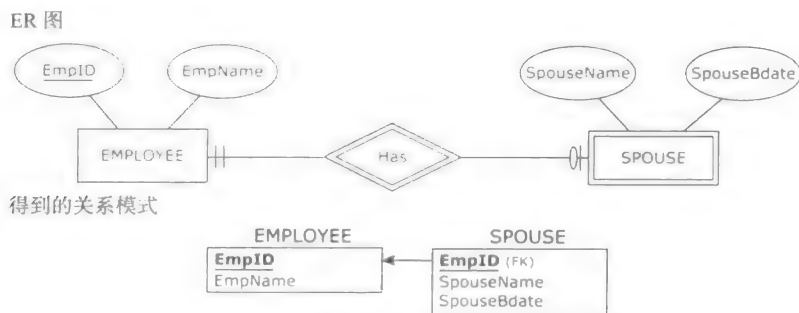 ER 图
EmpID EmpName SpouseName SpouseBdate
EMPLOYEE Has SPOUSE
得到的关系模式
EMPLOYEE SPOUSE
EmpID EmpID (FK)
EmpName SpouseName
SpouseBdate